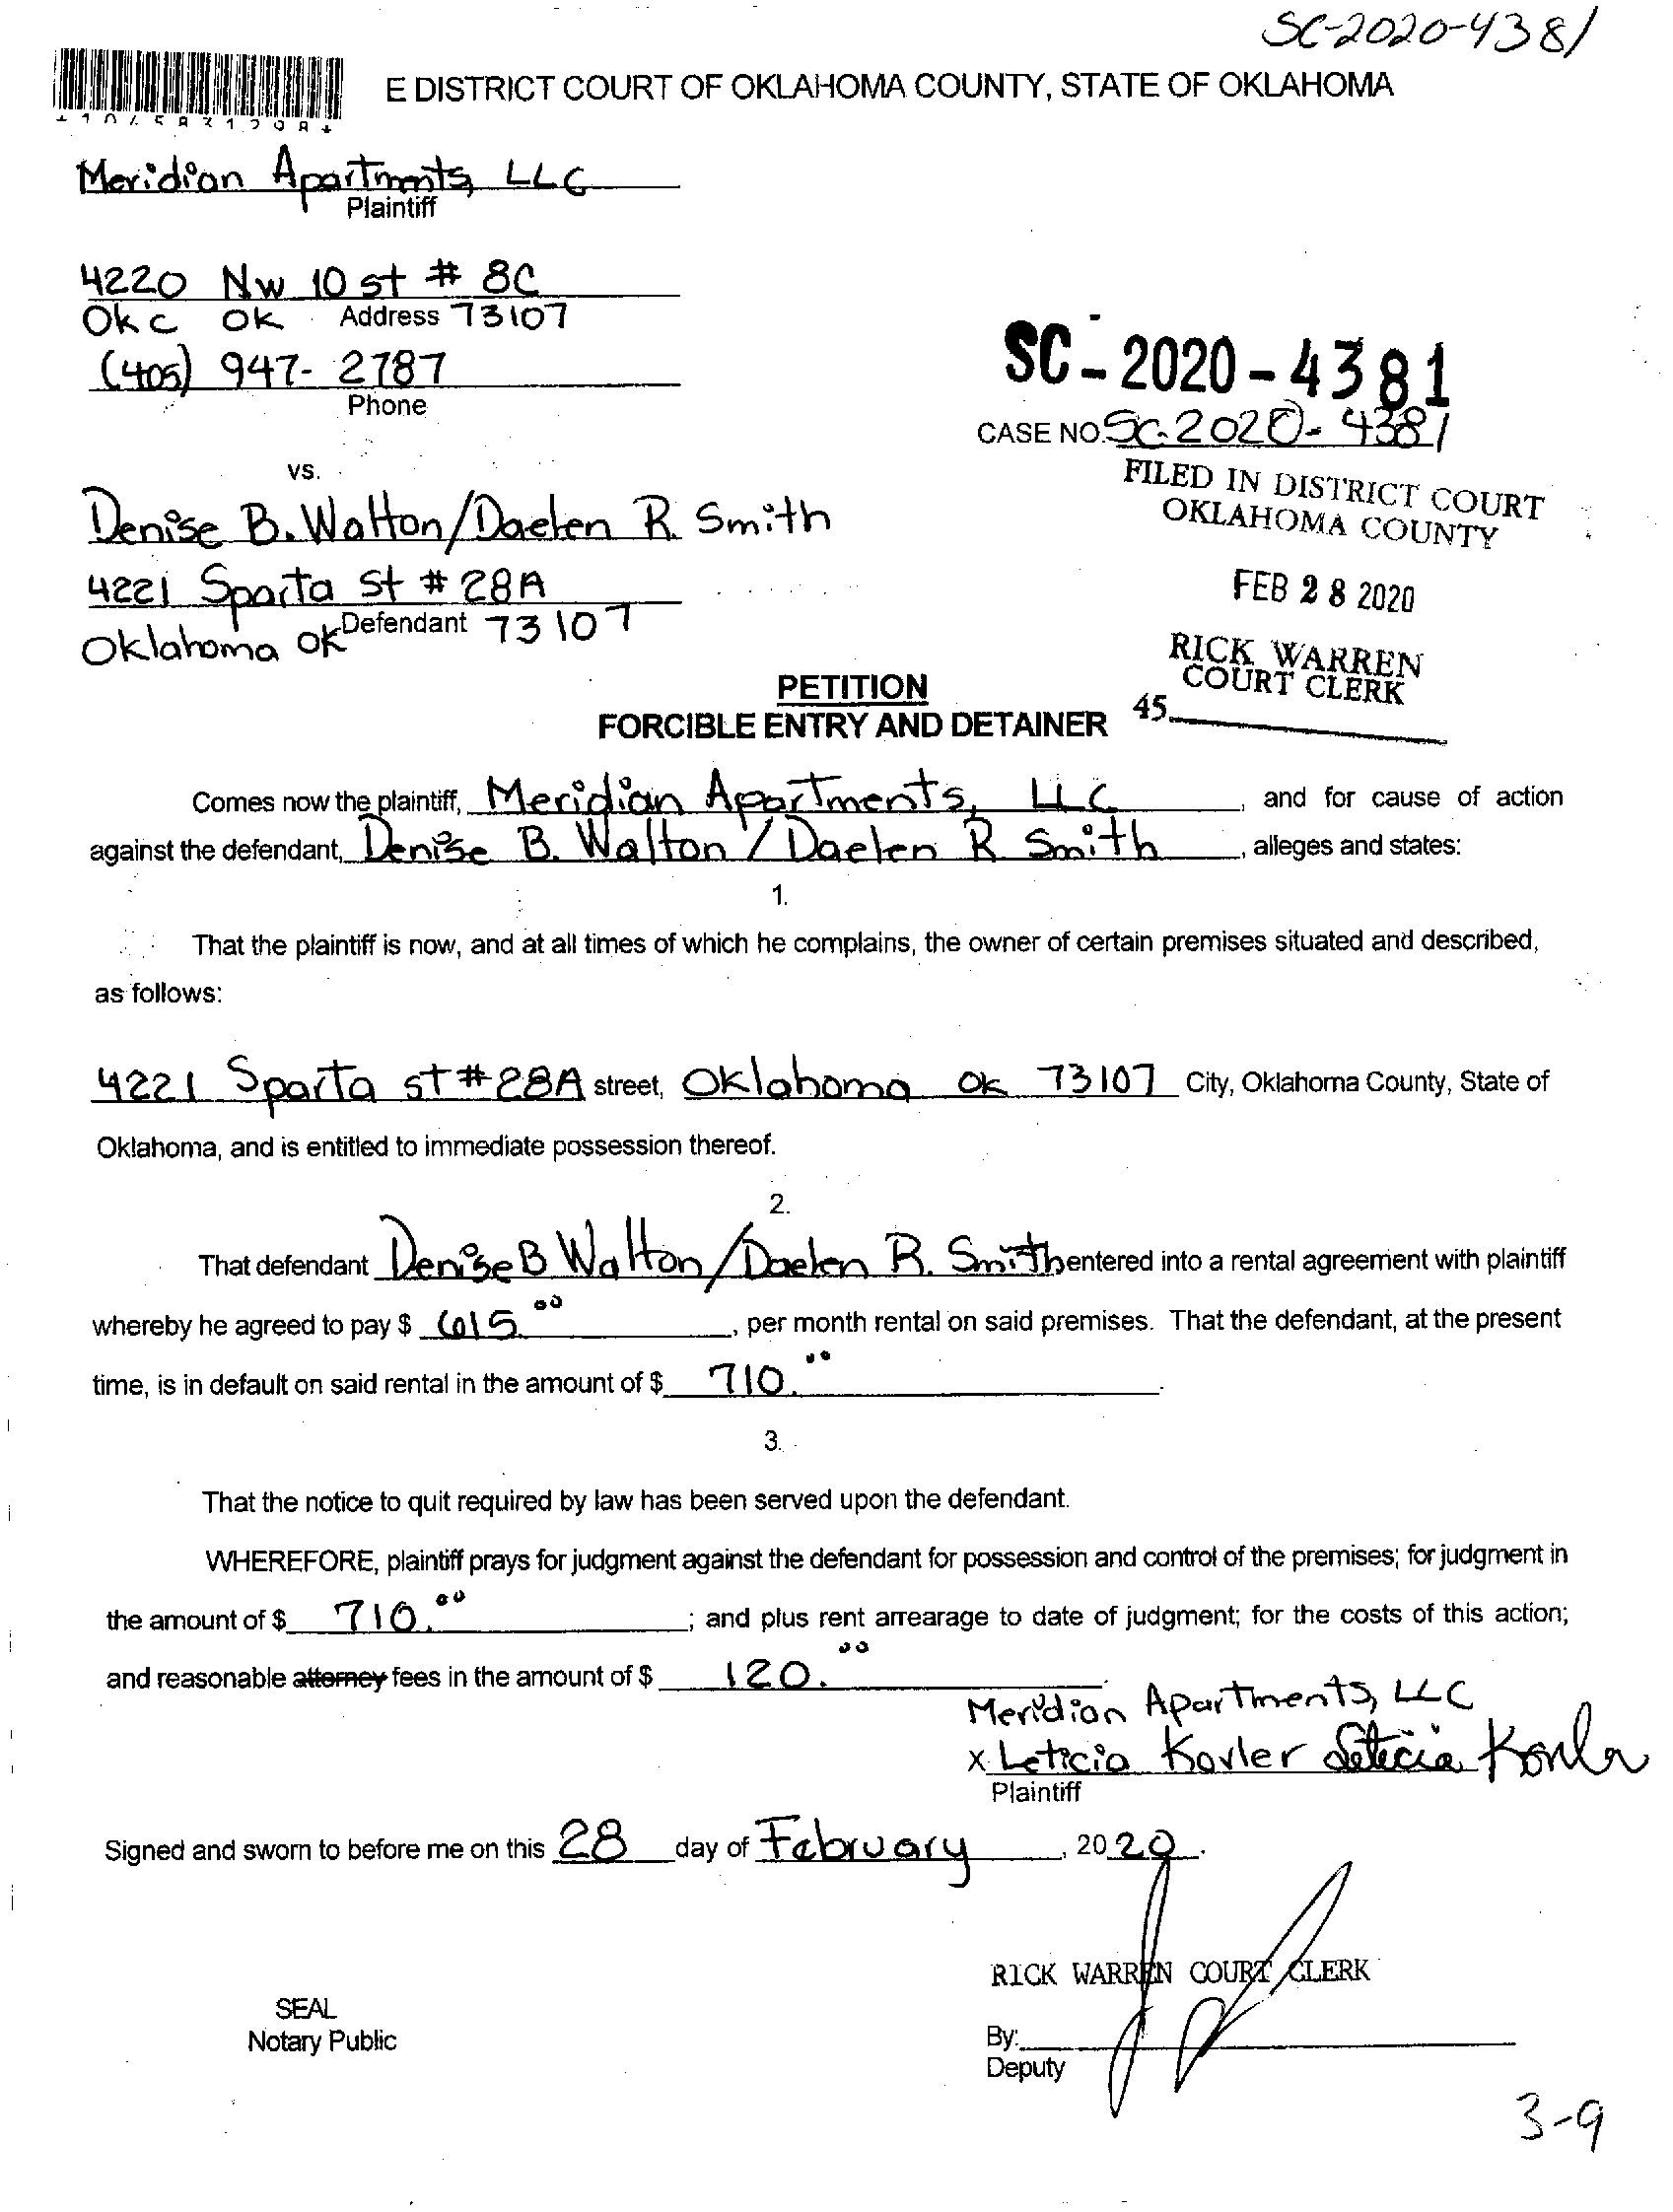 SC-2020-4381
E DISTRICT COURT OF OKLAHOMA COUNTY, STATE OF OKLAHOMA
Meridian Apartments, LLC
Plaintiff
4220 NW 10 st # 8C
Okc OK Address 73107
(405) 947-2787
Phone
SC-2020-4381
CASE NO. SC-2020-4381
vs.
FILED IN DISTRICT COURT
OKLAHOMA COUNTY
Denise B. Walton/Daelen R. Smith
4221 Sparta St # 28A
FEB 28 2020
Oklahoma OK Defendant 73107
RICK WARREN
COURT CLERK
PETITION
45
FORCIBLE ENTRY AND DETAINER
Comes now the plaintiff, Meridian Apartments, LLC, and for cause of action
against the defendant, Denise B. Walton / Daelen R Smith, alleges and states:
1.
That the plaintiff is now, and at all times of which he complains, the owner of certain premises situated and described,
as follows:
4221 Sparta st # 28A street, Oklahoma OK 73107 City, Oklahoma County, State of
Oklahoma, and is entitled to immediate possession thereof.
2.
That defendant Denise B Walton/Daelen R. Smith entered into a rental agreement with plaintiff
whereby he agreed to pay $ 615.00, per month rental on said premises. That the defendant, at the present
time, is in default on said rental in the amount of $ 710.00.
3.
That the notice to quit required by law has been served upon the defendant.
WHEREFORE, plaintiff prays for judgment against the defendant for possession and control of the premises; for judgment in
the amount of $ 710.00; and plus rent arrearage to date of judgment; for the costs of this action;
and reasonable attorney fees in the amount of $ 120.00.
Meridian Apartments, LLC
X Leticia Kovler Leticia Kovler
Plaintiff
Signed and sworn to before me on this 28 day of February, 2020.
RICK WARREN COURT CLERK
SEAL
Notary Public
By:
Deputy
3-9